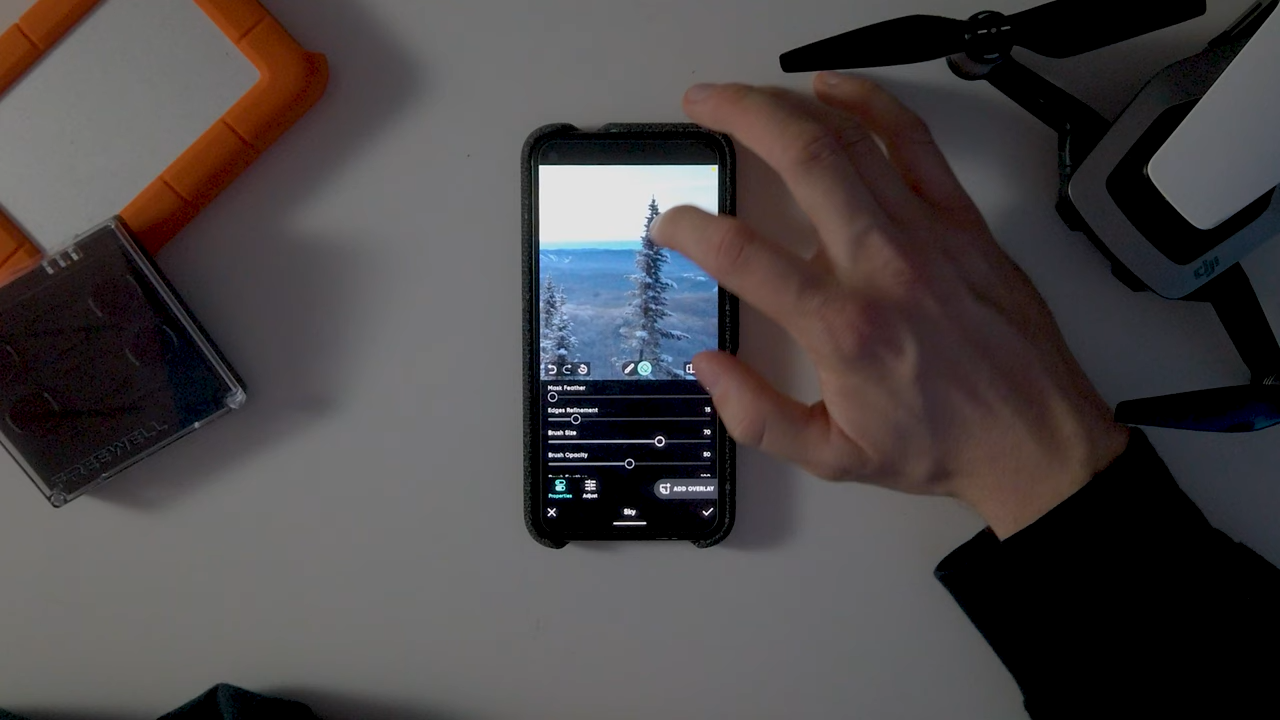 Mask Feather
Edges Refinement 15
Brush Size 70
Brush Opacity 50
Properties
Adjust
ADD OVERLAY
Sky
dji
FREEWELL